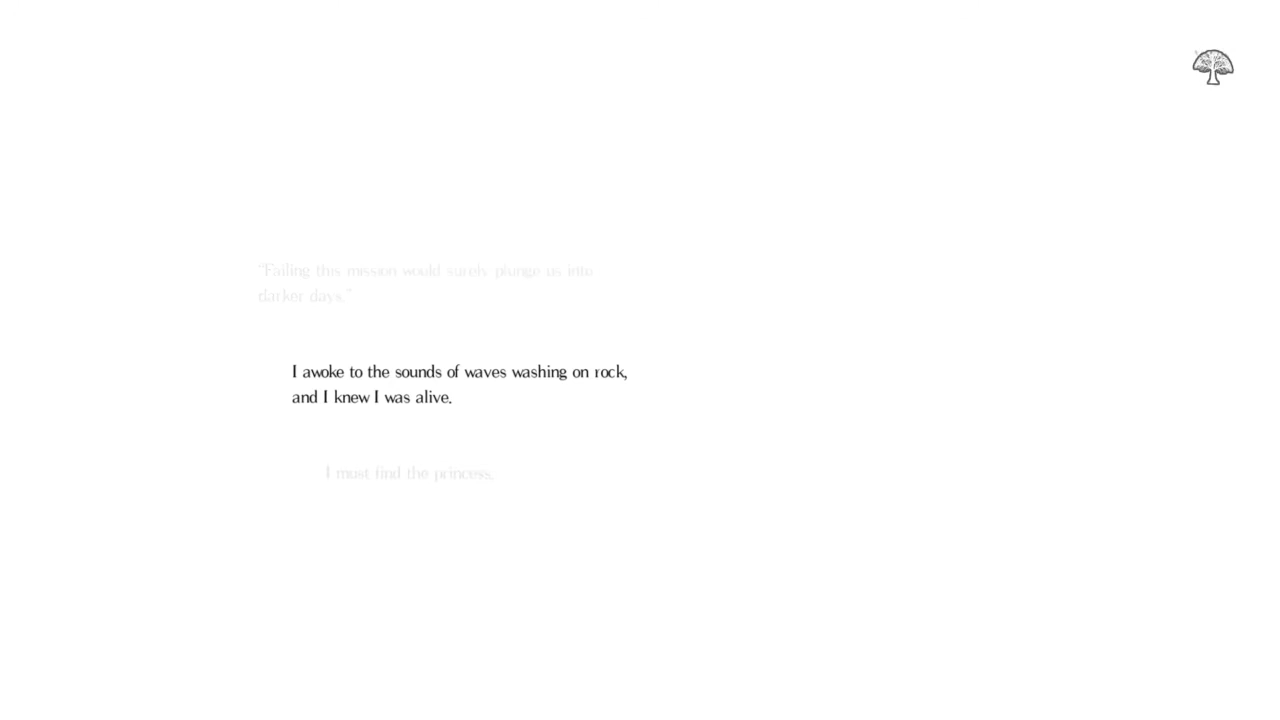 “Failing this mission would surely plunge us into
darker days.”
I awoke to the sounds of waves washing on rock,
and I knew I was alive.
I must find the princess.